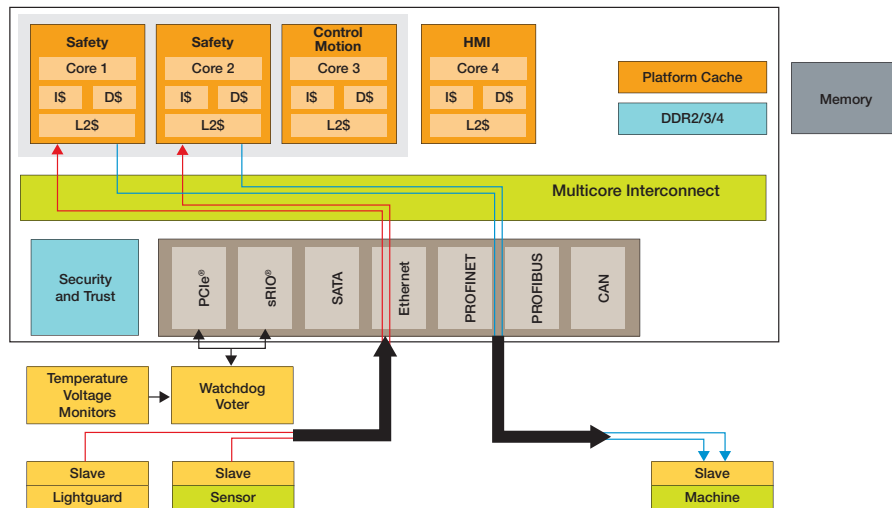 Safety
Core 1
I$
D$
L2$
Safety
Core 2
I$
D$
L2$
Control
Motion
Core 3
I$
D$
L2$
HMI
Core 4
I$
D$
L2$
Platform Cache
DDR2/3/4
Memory
Multicore Interconnect
Security
and Trust
PCIe®
sRIO®
SATA
Ethernet
PROFINET
PROFIBUS
CAN
Temperature
Voltage
Monitors
Watchdog
Voter
Slave
Lightguard
Slave
Sensor
Slave
Machine